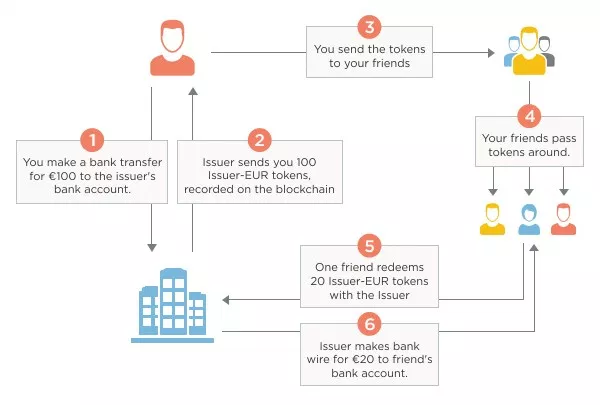 3
You send the tokens
to your friends
1
You make a bank transfer
for €100 to the issuer's
bank account.
2
Issuer sends you 100
Issuer-EUR tokens,
recorded on the blockchain
4
Your friends pass
tokens around.
5
One friend redeems
20 Issuer-EUR tokens
with the Issuer
6
Issuer makes bank
wire for €20 to friend's
bank account.